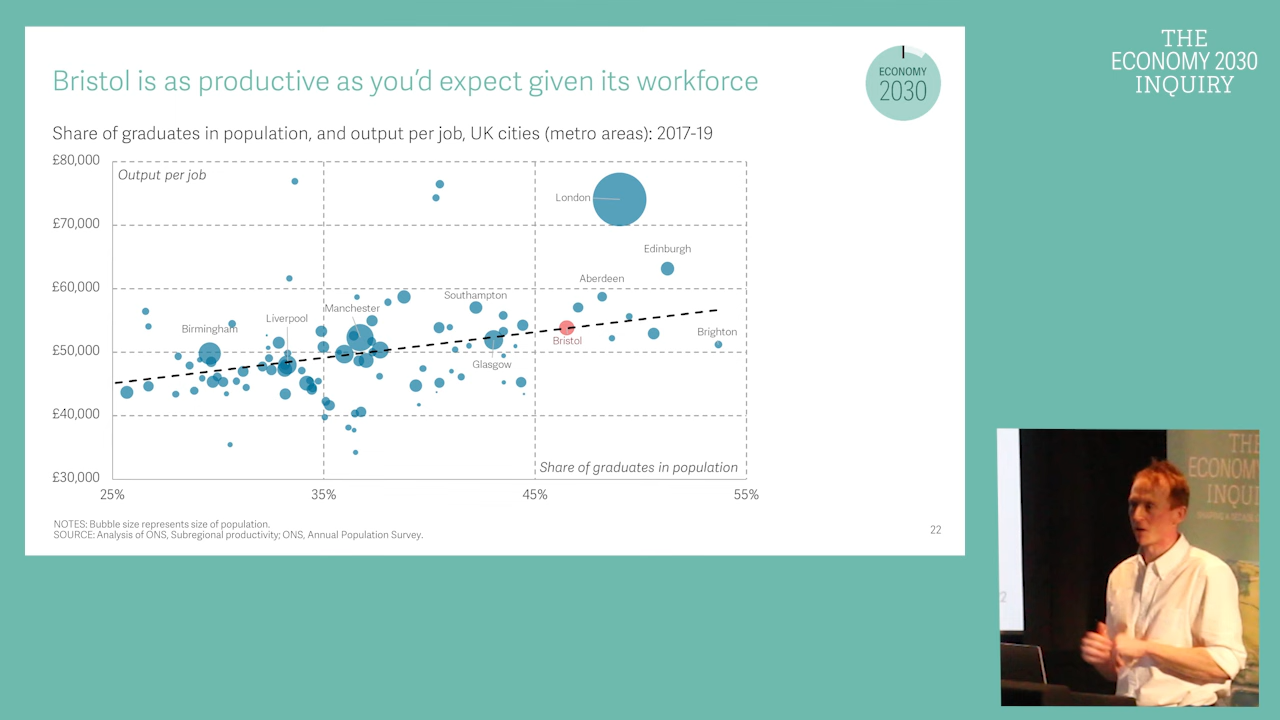 THE
ECONOMY 2030
INQUIRY
Bristol is as productive as you'd expect given its workforce
ECONOMY
2030
Share of graduates in population, and output per job, UK cities (metro areas): 2017-19
£80,000
Output per job
London
£70,000
Edinburgh
£60,000
Aberdeen
Southampton
Manchester
Liverpool
Birmingham
Brighton
Bristol
£50,000
Glasgow
£40,000
Share of graduates in population
£30,000
25%
35%
45%
55%
NOTES: Bubble size represents size of population.
SOURCE: Analysis of ONS, Subregional productivity; ONS, Annual Population Survey.
22
THE
ECONOM
INQUI